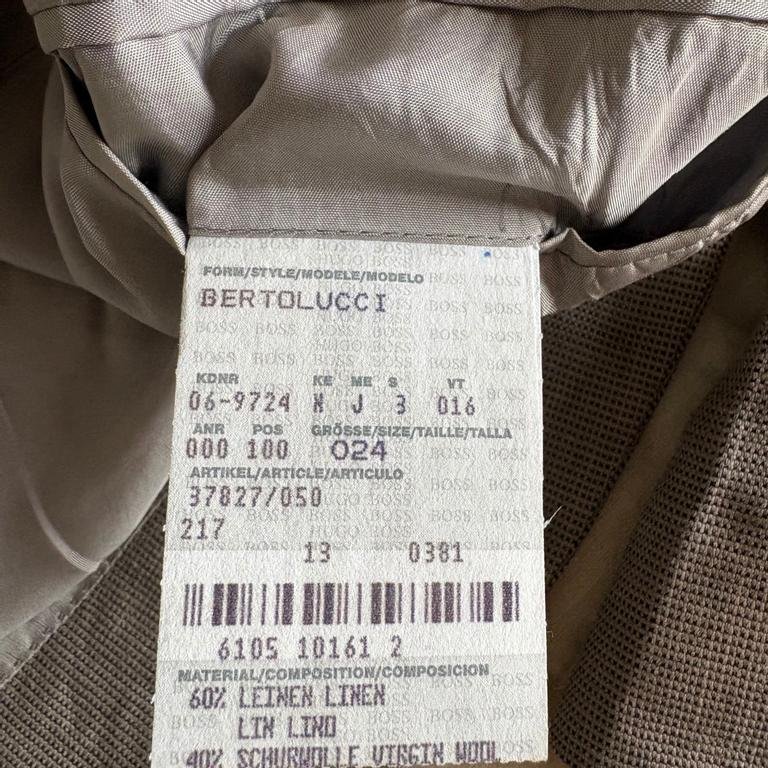 FORM/STYLE/MODELE/MODELO
BERTOLUCCI
KDNR KE ME S VT
06-9724 N J 3 016
ANR POS GRÖSSE/SIZE/TAILLE/TALLA
000 100 024
ARTIKEL/ARTICLE/ARTICULO
37827/050
217
13 0381
6105 10161 2
MATERIAL/COMPOSITION/COMPOSICION
60% LEINEN LINEN
LIN LINO
40% SCHURWOLLE VIRGIN WOOL